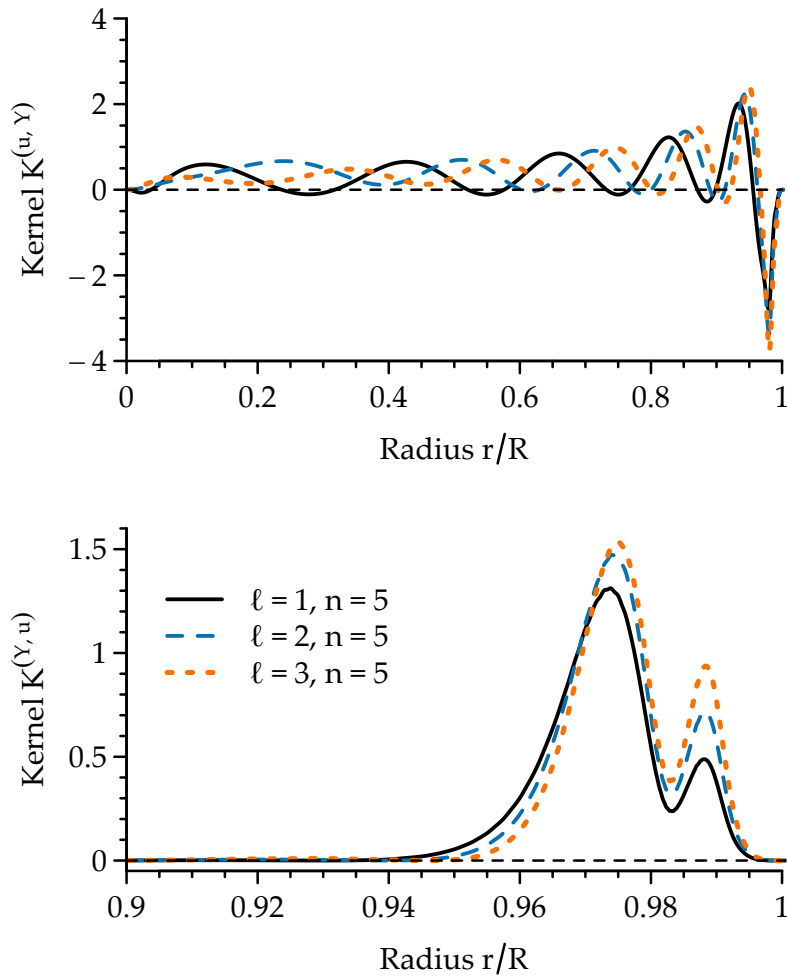 4
2
0
−2
−4
Kernel K(u, Y)
0 0.2 0.4 0.6 0.8 1
Radius r/R
1.5
1
0.5
0
Kernel K(Y, u)
ℓ = 1, n = 5
ℓ = 2, n = 5
ℓ = 3, n = 5
0.9 0.92 0.94 0.96 0.98 1
Radius r/R